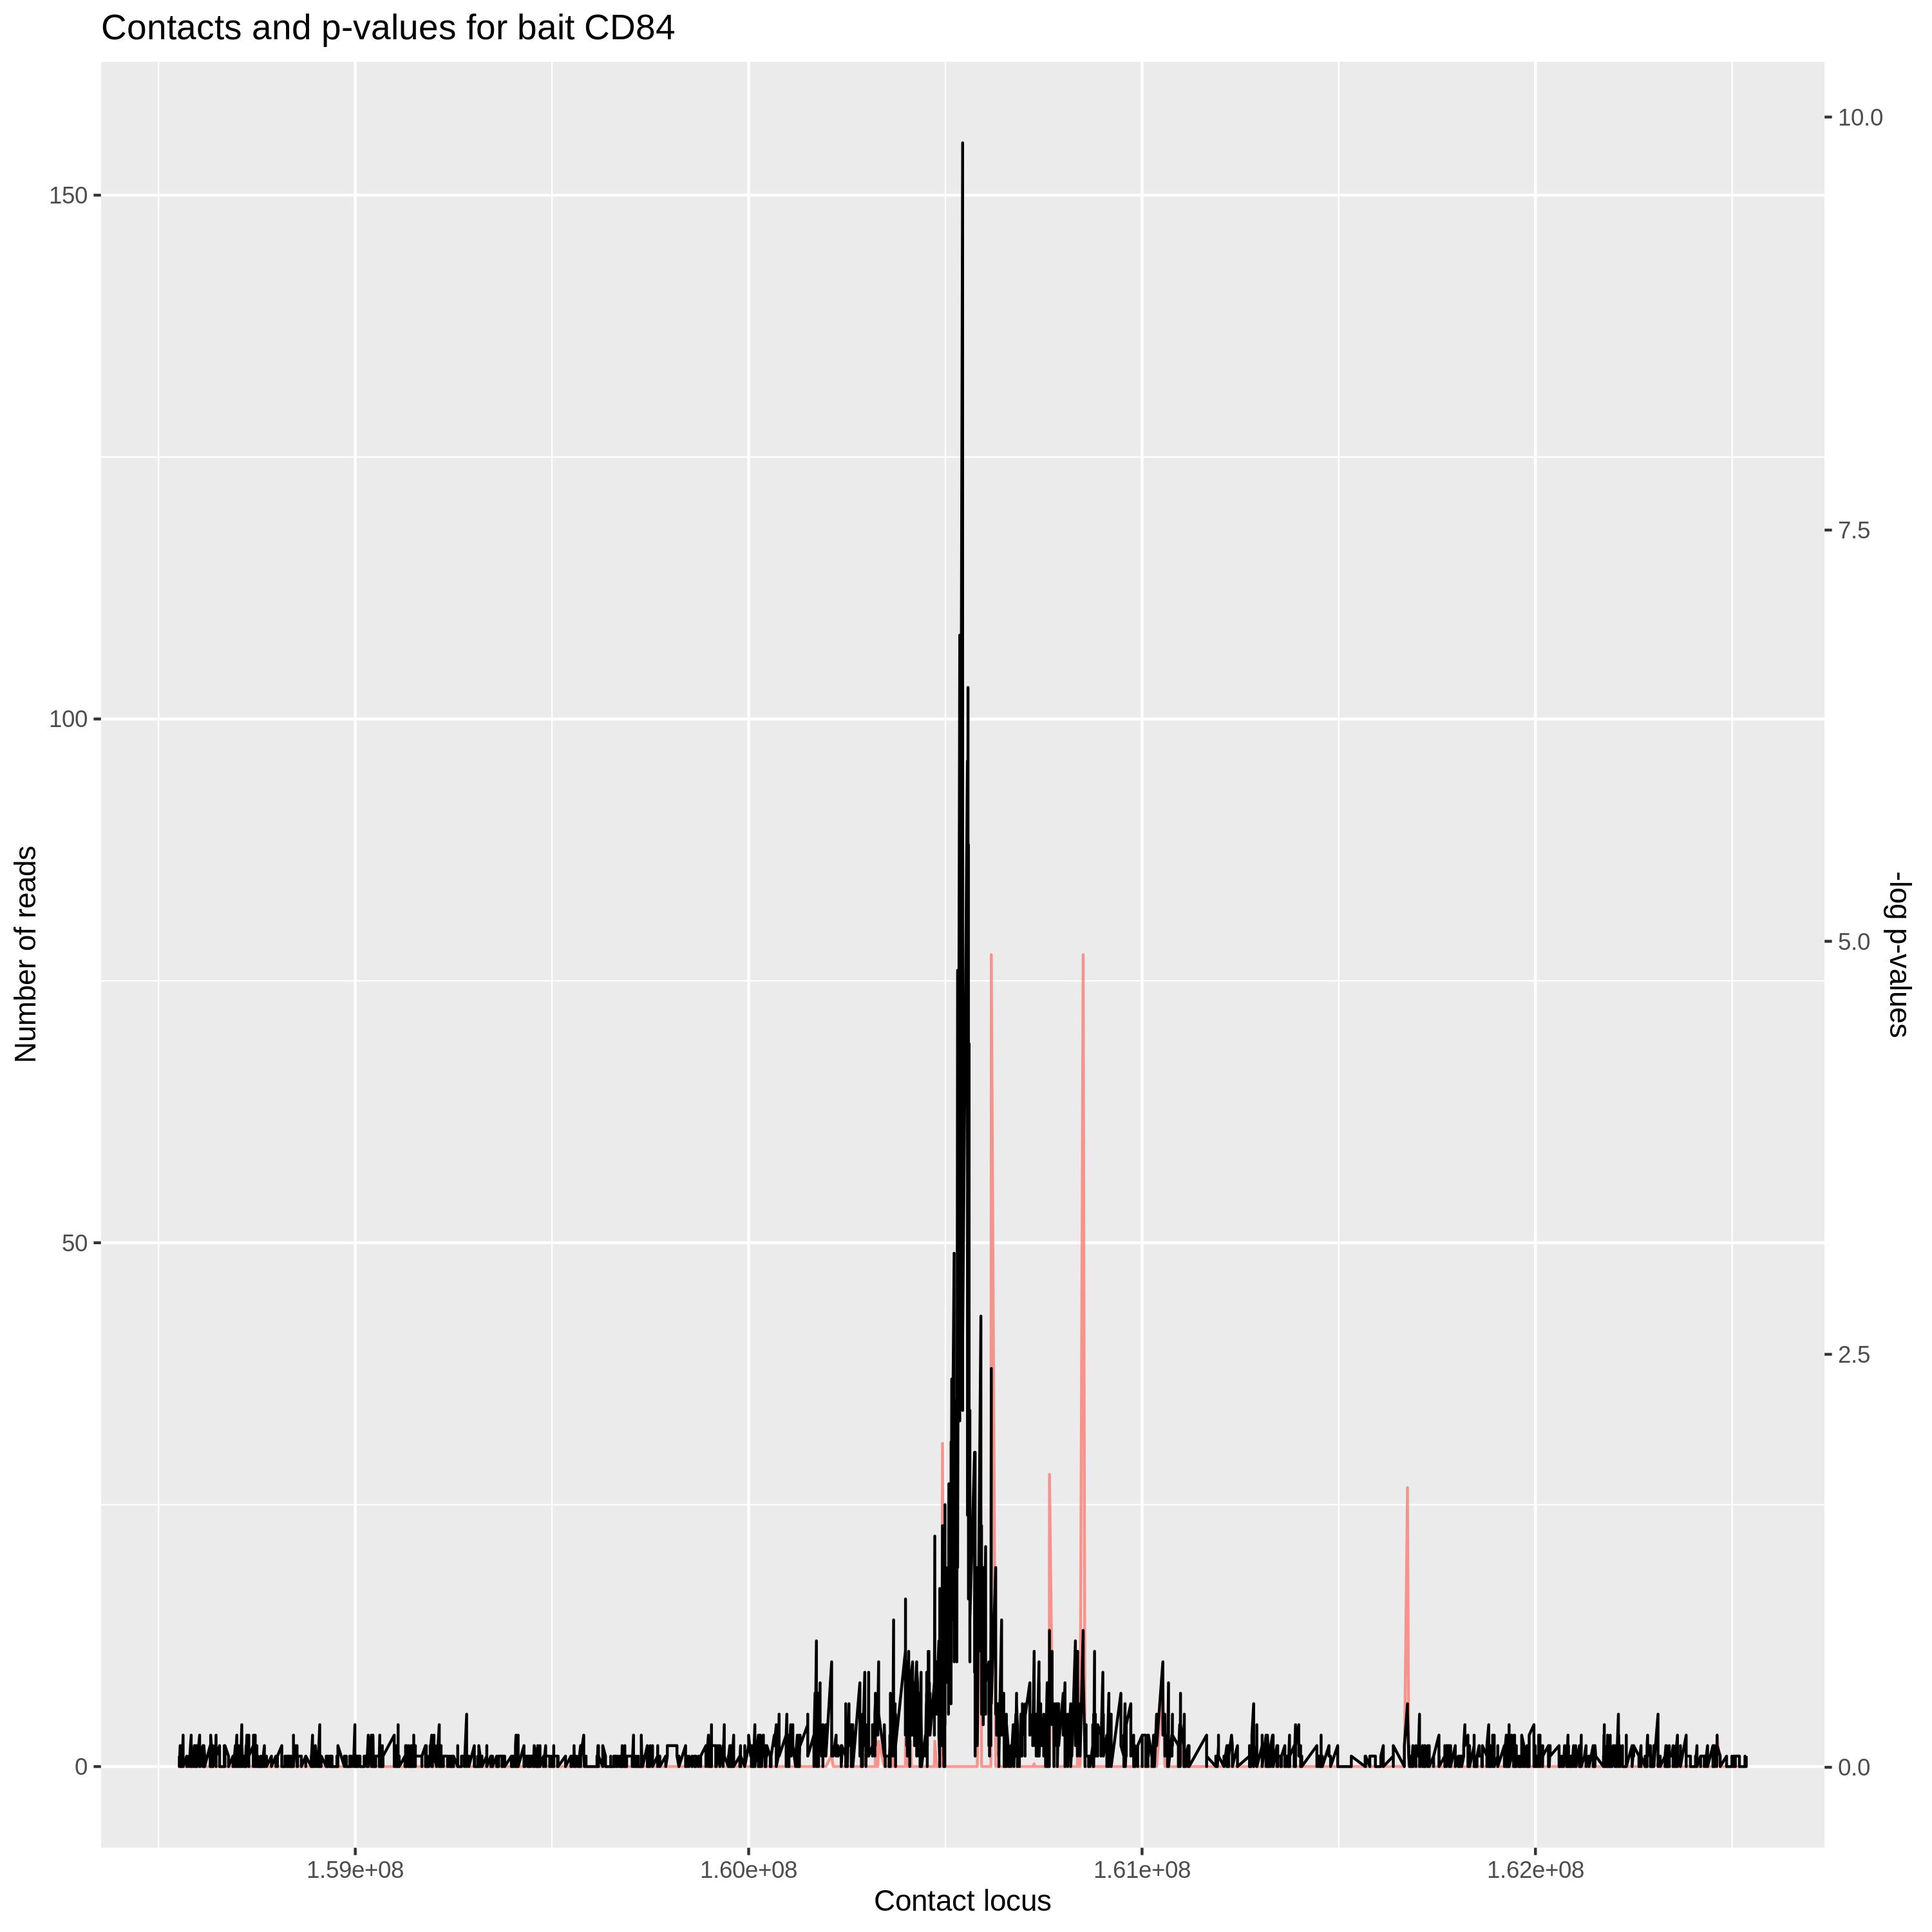 Contacts and p-values for bait CD84
150
100
50
0
Number of reads
10.0
7.5
5.0
2.5
0.0
-log p-values
1.59e+08 1.60e+08 1.61e+08 1.62e+08
Contact locus